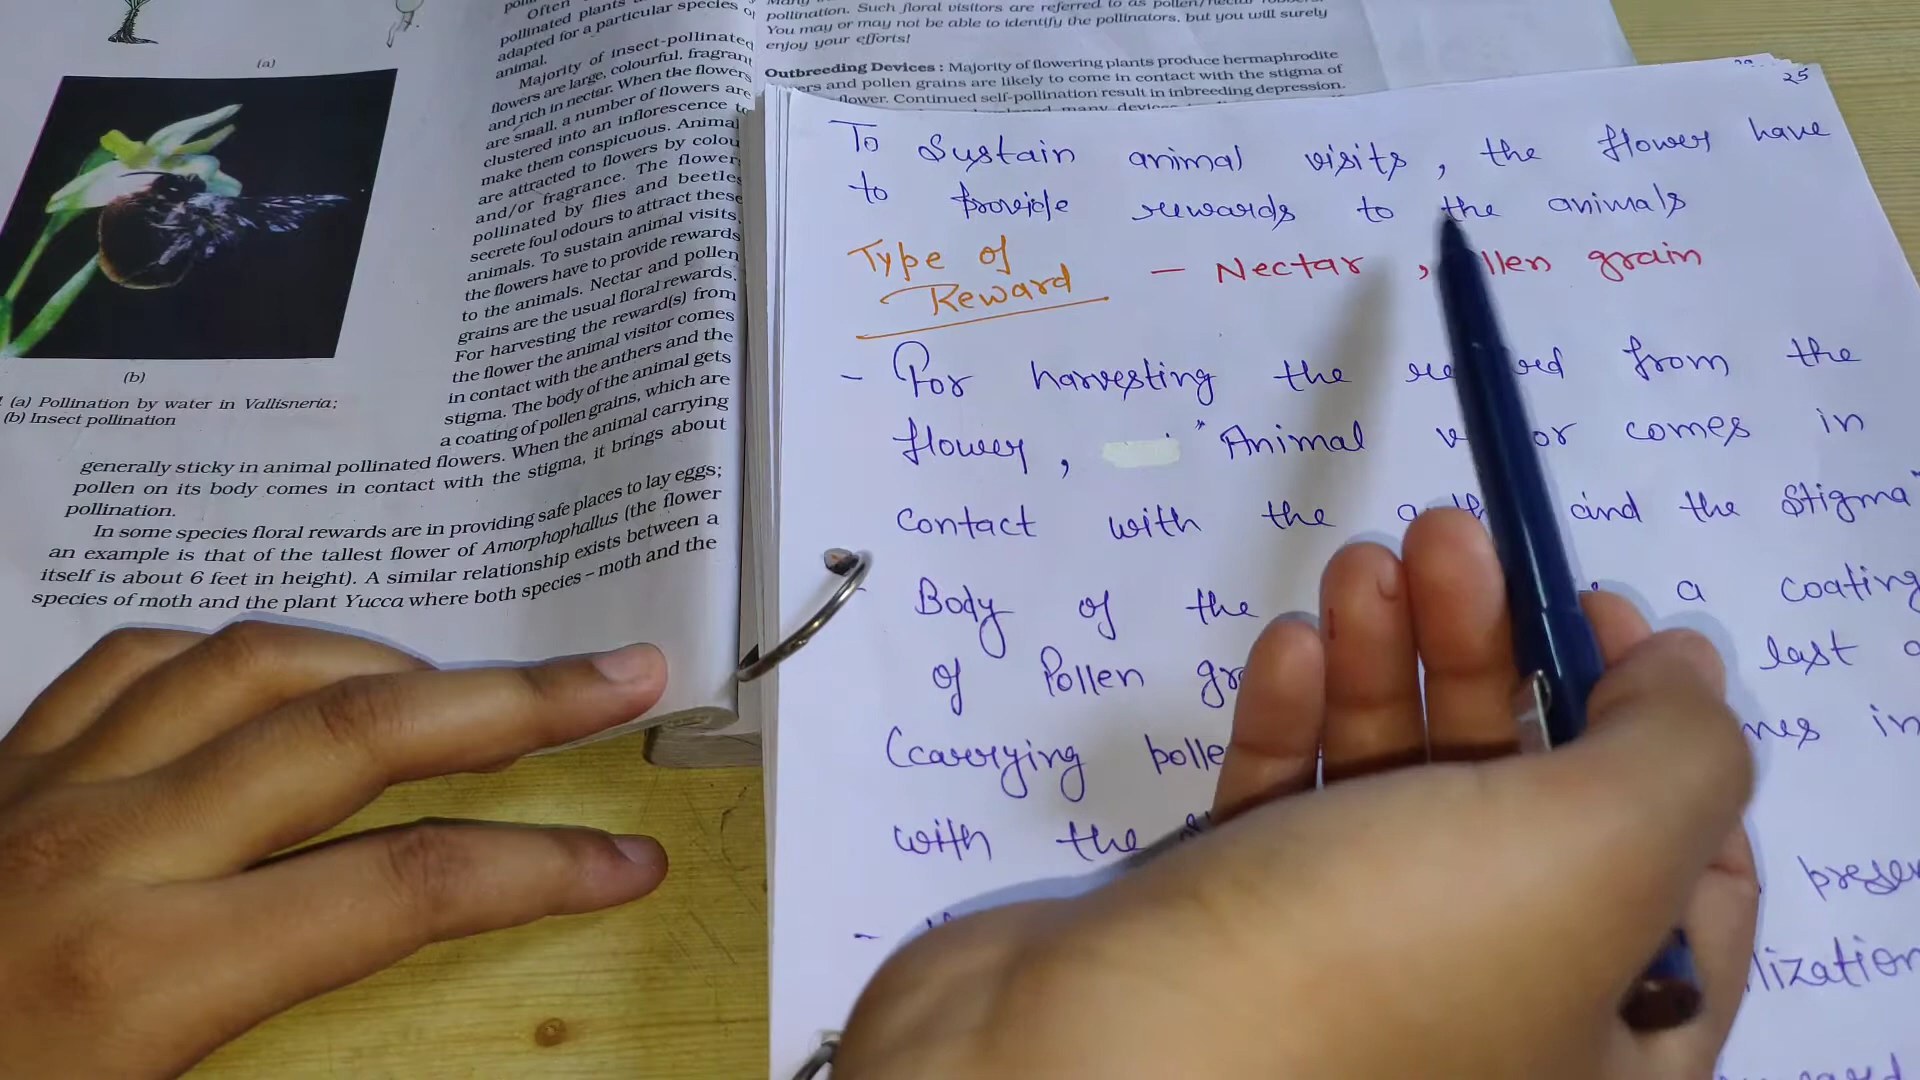 (a)
(b)
(a) Pollination by water in Vallisneria;
(b) Insect pollination
Often
pollinated plants
adapted for a particular species of
animal.
Majority of insect-pollinated
flowers are large, colourful, fragrant
and rich in nectar. When the flowers
are small, a number of flowers are
clustered into an inflorescence to
make them conspicuous. Animal
are attracted to flowers by colou
and/or fragrance. The flower
pollinated by flies and beetle
secrete foul odours to attract these
animals. To sustain animal visits,
the flowers have to provide rewards
to the animals. Nectar and pollen
grains are the usual floral rewards.
For harvesting the reward(s) from
the flower the animal visitor comes
in contact with the anthers and the
stigma. The body of the animal gets
a coating of pollen grains, which are
generally sticky in animal pollinated flowers. When the animal carrying
pollen on its body comes in contact with the stigma, it brings about
pollination.
In some species floral rewards are in providing safe places to lay eggs;
an example is that of the tallest flower of Amorphophallus (the flower
itself is about 6 feet in height). A similar relationship exists between a
species of moth and the plant Yucca where both species – moth and the
pollination. Such floral visitors are referred to as pollen/nectar robbers.
You may or may not be able to identify the pollinators, but you will surely
enjoy your efforts!
Outbreeding Devices : Majority of flowering plants produce hermaphrodite
ers and pollen grains are likely to come in contact with the stigma of
flower. Continued self-pollination result in inbreeding depression.
many devices
25
To Sustain animal visits, the flower have
to provide rewards to the animals
Type of
Reward - Nectar , llen grain
- For harvesting the re rd from the
flower, "Animal v or comes in
contact with the and the Stigma"
Body of the a coating
of Pollen gr last
(carrying polle mes in
with the
- presen
lization